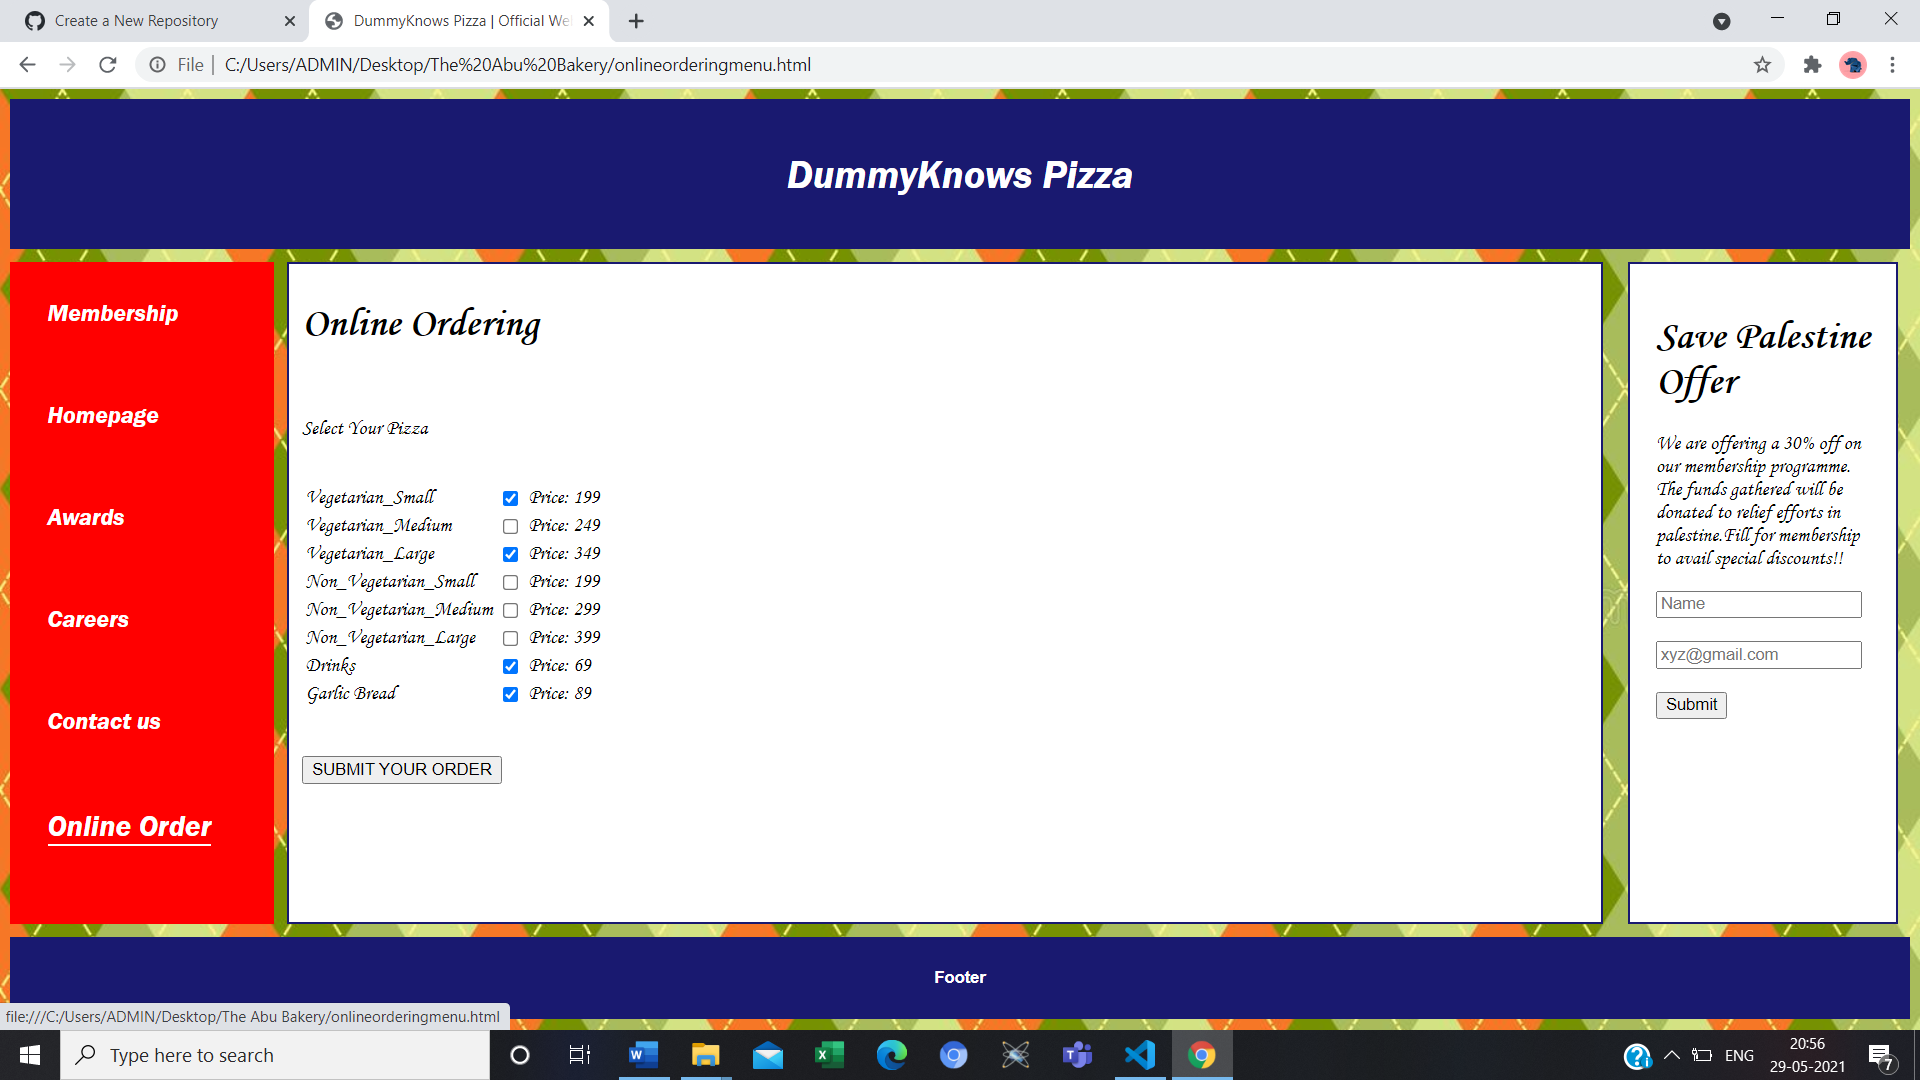 Create a New Repository
DummyKnows Pizza | Official We
File
C:/Users/ADMIN/Desktop/The%20Abu%20Bakery/onlineorderingmenu.html
DummyKnows Pizza
Membership
Homepage
Awards
Careers
Contact us
Online Order
Online Ordering
Select Your Pizza
Vegetarian_Small Price: 199
Vegetarian_Medium Price: 249
Vegetarian_Large Price: 349
Non_Vegetarian_Small Price: 199
Non_Vegetarian_Medium Price: 299
Non_Vegetarian_Large Price: 399
Drinks Price: 69
Garlic Bread Price: 89
SUBMIT YOUR ORDER
Save Palestine
Offer
We are offering a 30% off on
our membership programme.
The funds gathered will be
donated to relief efforts in
palestine.Fill for membership
to avail special discounts!!
Name
xyz@gmail.com
Submit
Footer
file:///C:/Users/ADMIN/Desktop/The Abu Bakery/onlineorderingmenu.html
Type here to search
ENG
20:56
29-05-2021
7